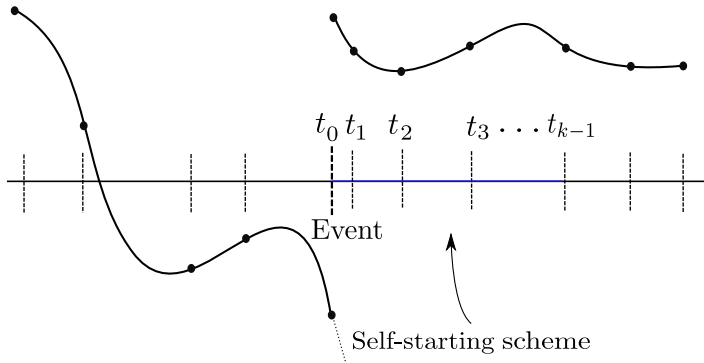 t₀ t₁ t₂ t₃ ... tₖ₋₁
Event
Self-starting scheme